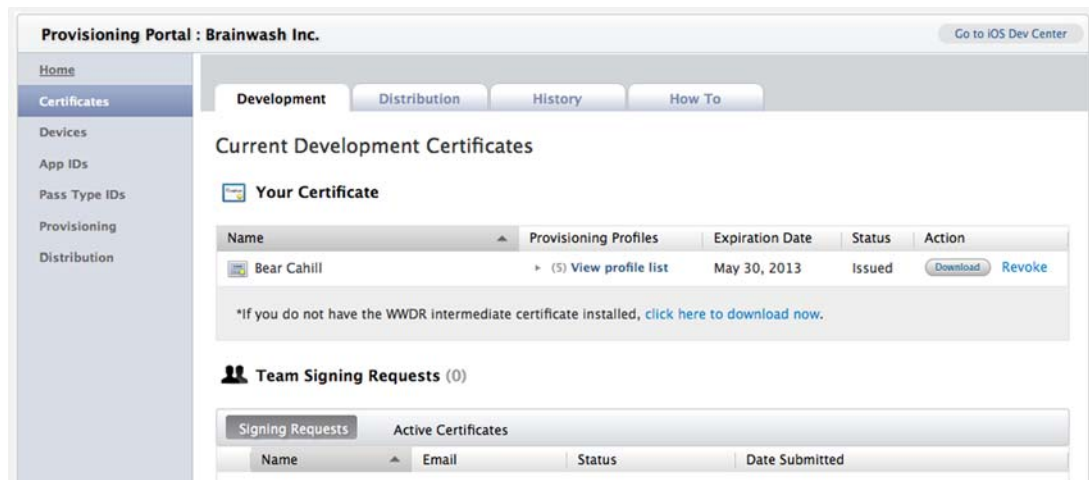 Provisioning Portal : Brainwash Inc.
Go to iOS Dev Center
Home
Certificates
Devices
App IDs
Pass Type IDs
Provisioning
Distribution
Development Distribution History How To
Current Development Certificates
Your Certificate
Name Provisioning Profiles Expiration Date Status Action
Bear Cahill (5) View profile list May 30, 2013 Issued Download Revoke
*If you do not have the WWDR intermediate certificate installed, click here to download now.
Team Signing Requests (0)
Signing Requests Active Certificates
Name Email Status Date Submitted